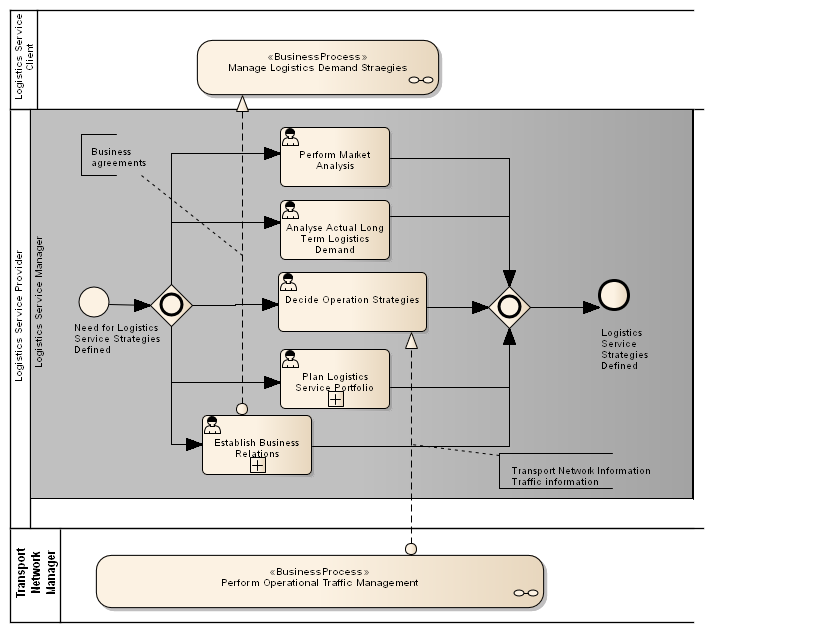 Logistics Service
Client
«BusinessProcess»
Manage Logistics Demand Straegies
Logistics Service Provider
Logistics Service Manager
Business
agreements
Perform Market
Analysis
Analyse Actual Long
Term Logistics
Demand
Decide Operation Strategies
Need for Logistics
Service Strategies
Defined
Logistics
Service
Strategies
Defined
Plan Logistics
Service Portfolio
Establish Business
Relations
Transport Network Information
Traffic information
Transport
Network
Manager
«BusinessProcess»
Perform Operational Traffic Management